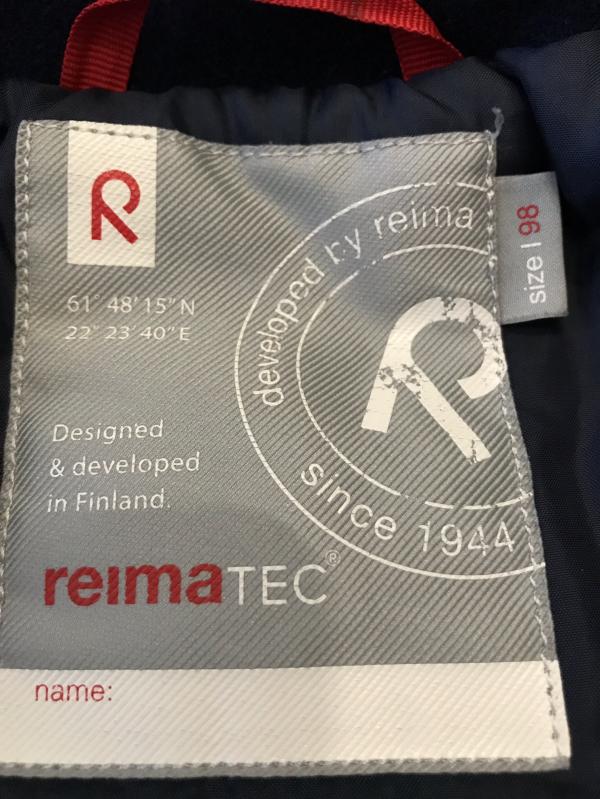 R
61° 48' 15" N
22° 23' 40" E
developed by reima
since 1944
size | 98
Designed
& developed
in Finland.
reimaTEC®
name: